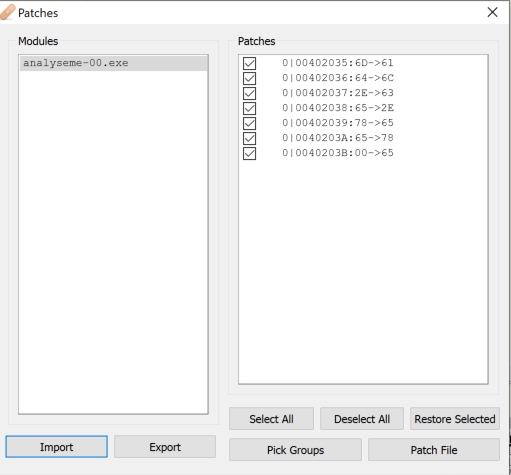 Patches
Modules
analyseme-00.exe
Patches
0|00402035:6D->61
0|00402036:64->6C
0|00402037:2E->63
0|00402038:65->2E
0|00402039:78->65
0|0040203A:65->78
0|0040203B:00->65
Select All
Deselect All
Restore Selected
Import
Export
Pick Groups
Patch File